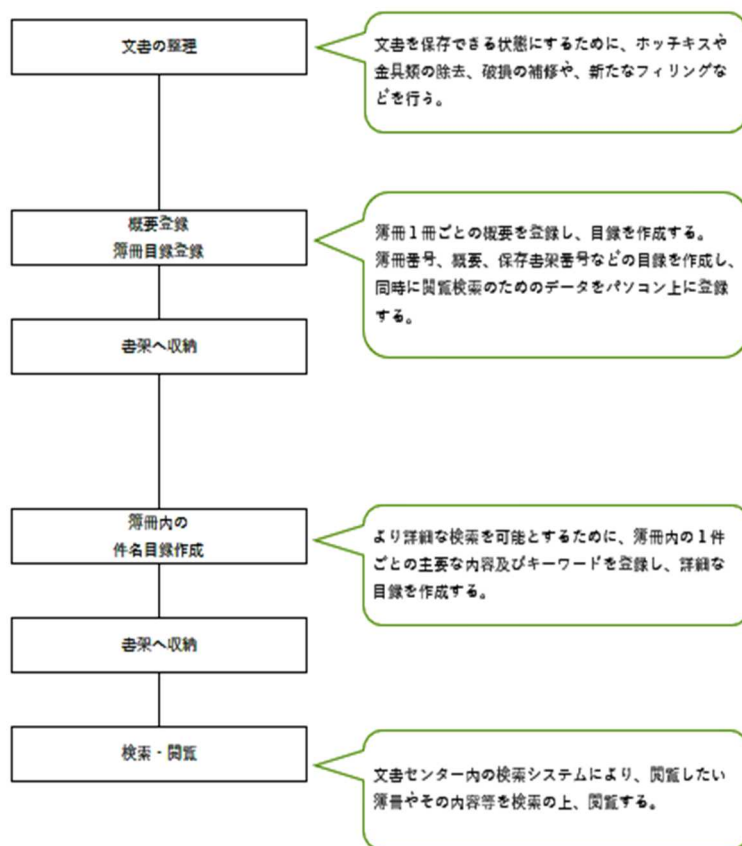 文書の整理
文書を保存できる状態にするために、ホッチキスや
金具類の除去、破損の補修や、新たなフィリングな
どを行う。
概要登録
簿冊目録登録
簿冊1冊ごとの概要を登録し、目録を作成する。
簿冊番号、概要、保存書架番号などの目録を作成し、
同時に閲覧検索のためのデータをパソコン上に登録
する。
書架へ収納
簿冊内の
件名目録作成
より詳細な検索を可能とするために、簿冊内の1件
ごとの主要な内容及びキーワードを登録し、詳細な
目録を作成する。
書架へ収納
検索・閲覧
文書センター内の検索システムにより、閲覧したい
簿冊やその内容等を検索の上、閲覧する。